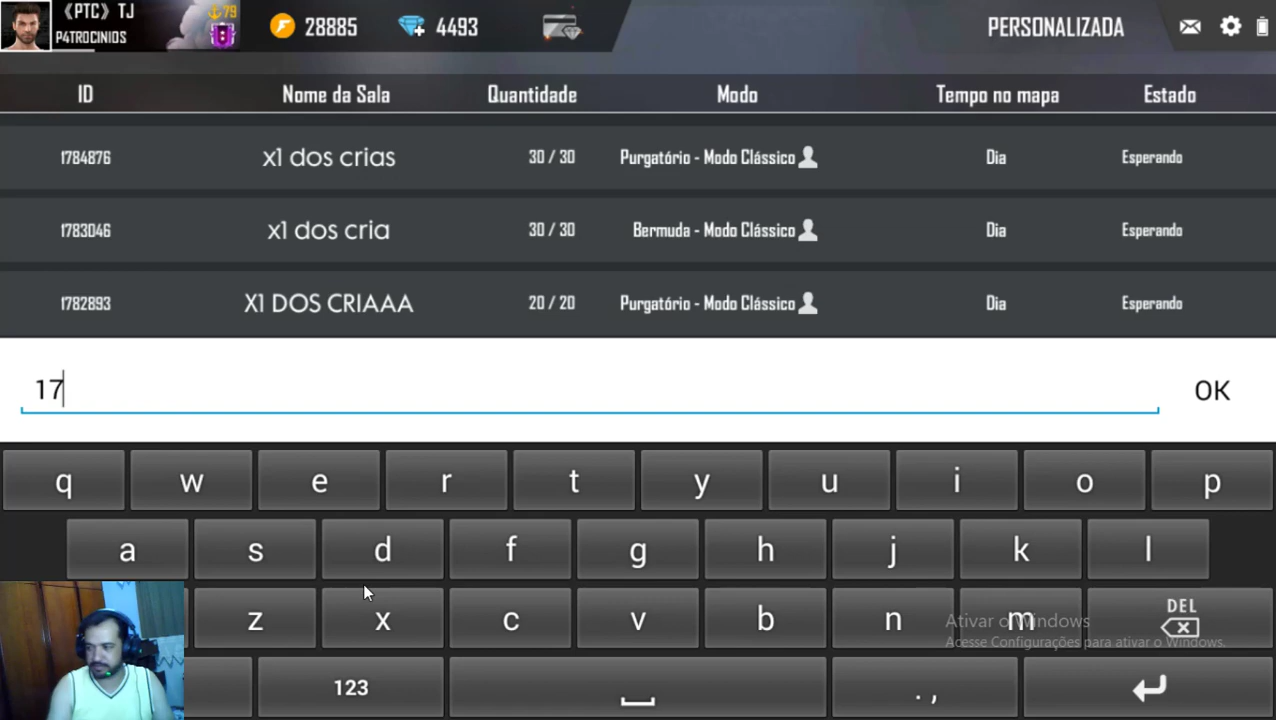 《PTC》 TJ
P4TROCINIOS
79
28885
4493
PERSONALIZADA
ID Nome da Sala Quantidade Modo Tempo no mapa Estado
1784876 x1 dos crias 30 / 30 Purgatório - Modo Clássico Dia Esperando
1783046 x1 dos cria 30 / 30 Bermuda - Modo Clássico Dia Esperando
1782893 X1 DOS CRIAAA 20 / 20 Purgatório - Modo Clássico Dia Esperando
17 OK
q w e r t y u i o p
a s d f g h j k l
z x c v b n m DEL
Ativar o Windows
Acesse Configurações para ativar o Windows.
123 . ,